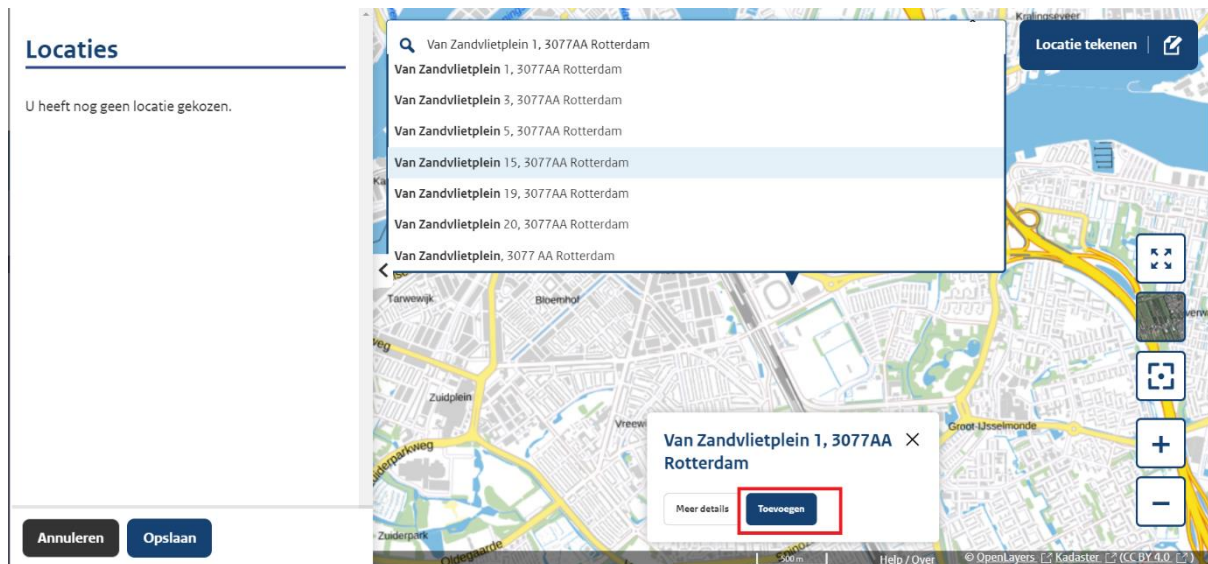 Locaties
U heeft nog geen locatie gekozen.
Annuleren
Opslaan
Van Zandvlietplein 1, 3077AA Rotterdam
Van Zandvlietplein 1, 3077AA Rotterdam
Van Zandvlietplein 3, 3077AA Rotterdam
Van Zandvlietplein 5, 3077AA Rotterdam
Van Zandvlietplein 15, 3077AA Rotterdam
Van Zandvlietplein 19, 3077AA Rotterdam
Van Zandvlietplein 20, 3077AA Rotterdam
Van Zandvlietplein, 3077 AA Rotterdam
Locatie tekenen
Tarwewijk
Bloemhof
Zuidplein
Vreew
Groot-IJsselmonde
Van Zandvlietplein 1, 3077AA
Rotterdam
Meer details
Toevoegen
Zuiderpark
500 m
Help / Over
© OpenLayers Kadaster (CC BY 4.0)